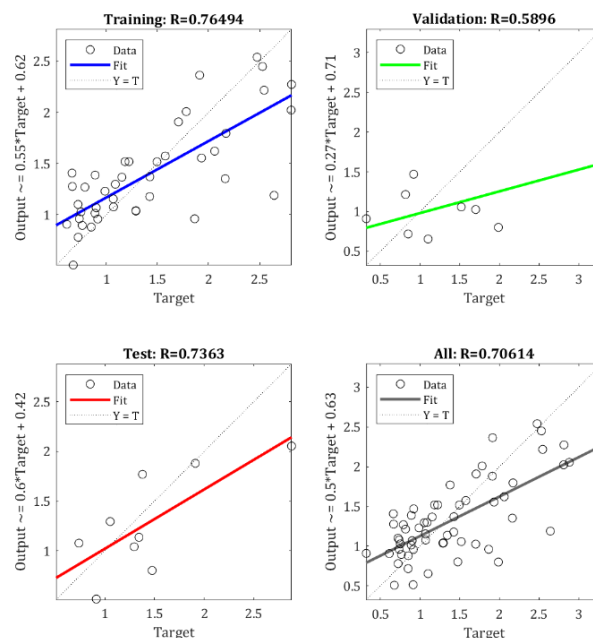 Training: R=0.76494
Output ~= 0.55*Target + 0.62
Data
Fit
Y = T
2.5
2
1.5
1
1
1.5
2
2.5
Target
Validation: R=0.5896
Output ~= 0.27*Target + 0.71
Data
Fit
Y = T
3
2.5
2
1.5
1
0.5
0.5
1
1.5
2
2.5
3
Target
Test: R=0.7363
Output ~= 0.6*Target + 0.42
Data
Fit
Y = T
2.5
2
1.5
1
1
1.5
2
2.5
Target
All: R=0.70614
Output ~= 0.5*Target + 0.63
Data
Fit
Y = T
3
2.5
2
1.5
1
0.5
0.5
1
1.5
2
2.5
3
Target